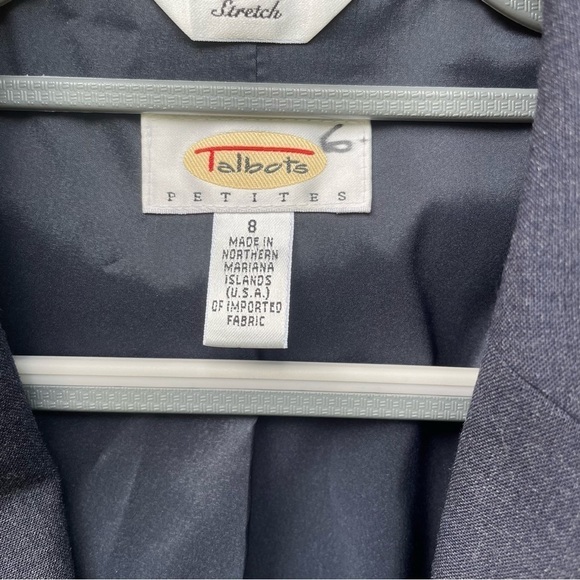 Stretch
6
Talbots
PETITES
8
MADE IN
NORTHERN
MARIANA
ISLANDS
(U.S.A.)
OF IMPORTED
FABRIC